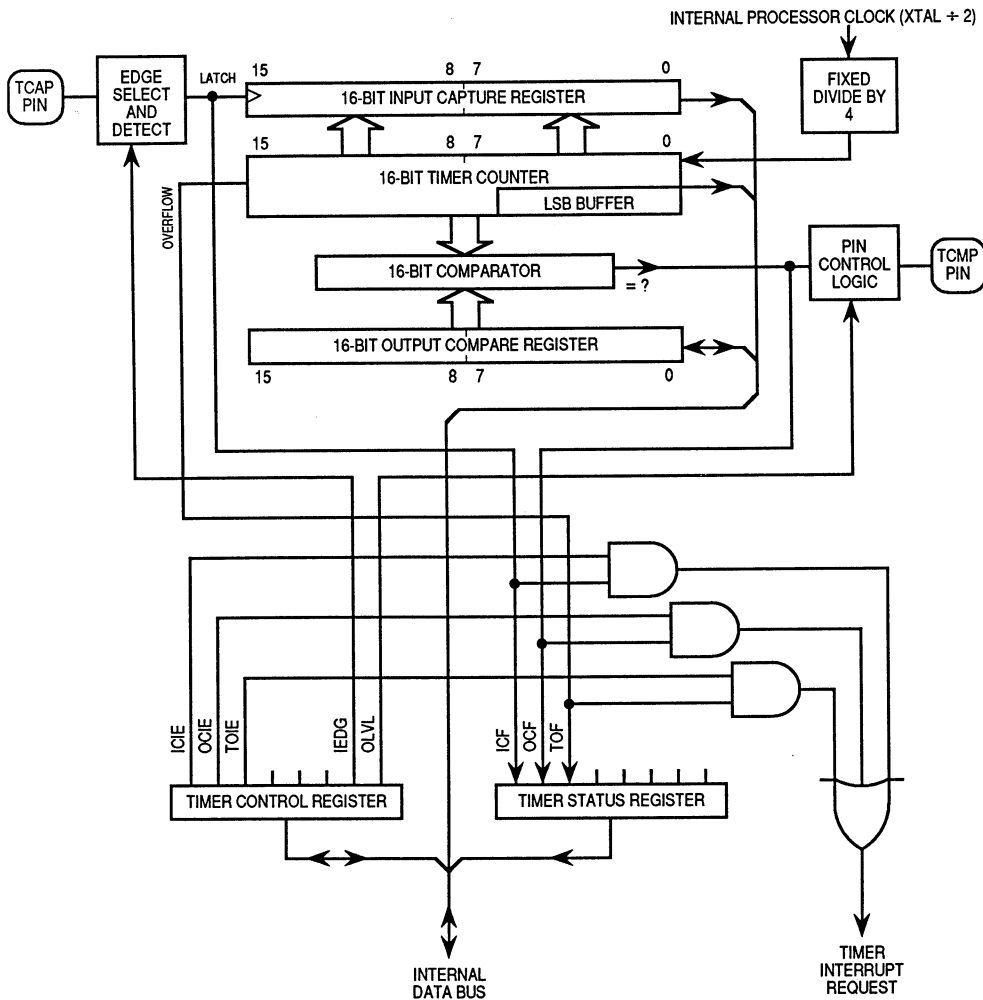 INTERNAL PROCESSOR CLOCK (XTAL ÷ 2)
TCAP
PIN
EDGE
SELECT
AND
DETECT
LATCH
15
8 7
0
16-BIT INPUT CAPTURE REGISTER
FIXED
DIVIDE BY
4
15
8 7
0
16-BIT TIMER COUNTER
LSB BUFFER
OVERFLOW
16-BIT COMPARATOR
= ?
PIN
CONTROL
LOGIC
TCMP
PIN
16-BIT OUTPUT COMPARE REGISTER
15
8 7
0
ICIE
OCIE
TOIE
IEDG
OLVL
ICF
OCF
TOF
TIMER CONTROL REGISTER
TIMER STATUS REGISTER
INTERNAL
DATA BUS
TIMER
INTERRUPT
REQUEST